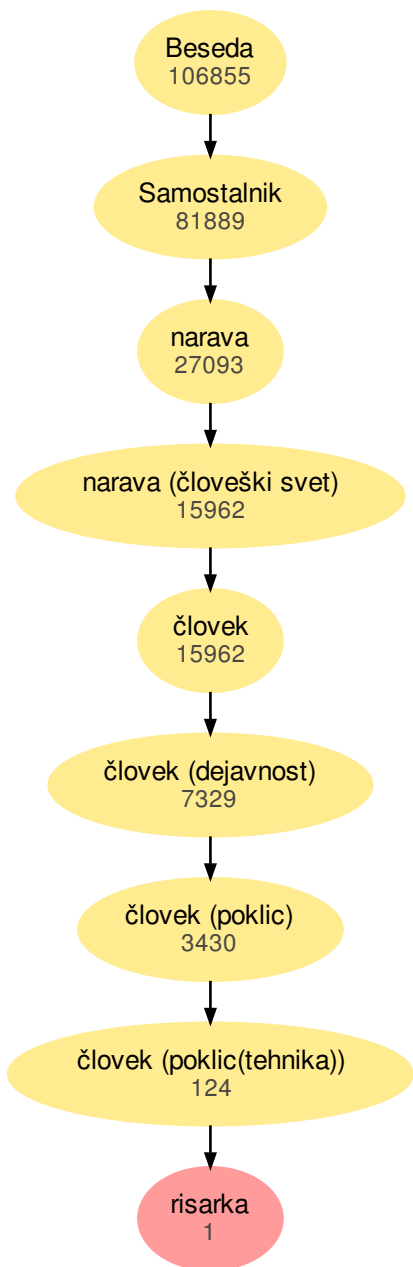 Beseda
106855
Samostalnik
81889
narava
27093
narava (človeški svet)
15962
človek
15962
človek (dejavnost)
7329
človek (poklic)
3430
človek (poklic(tehnika))
124
risarka
1